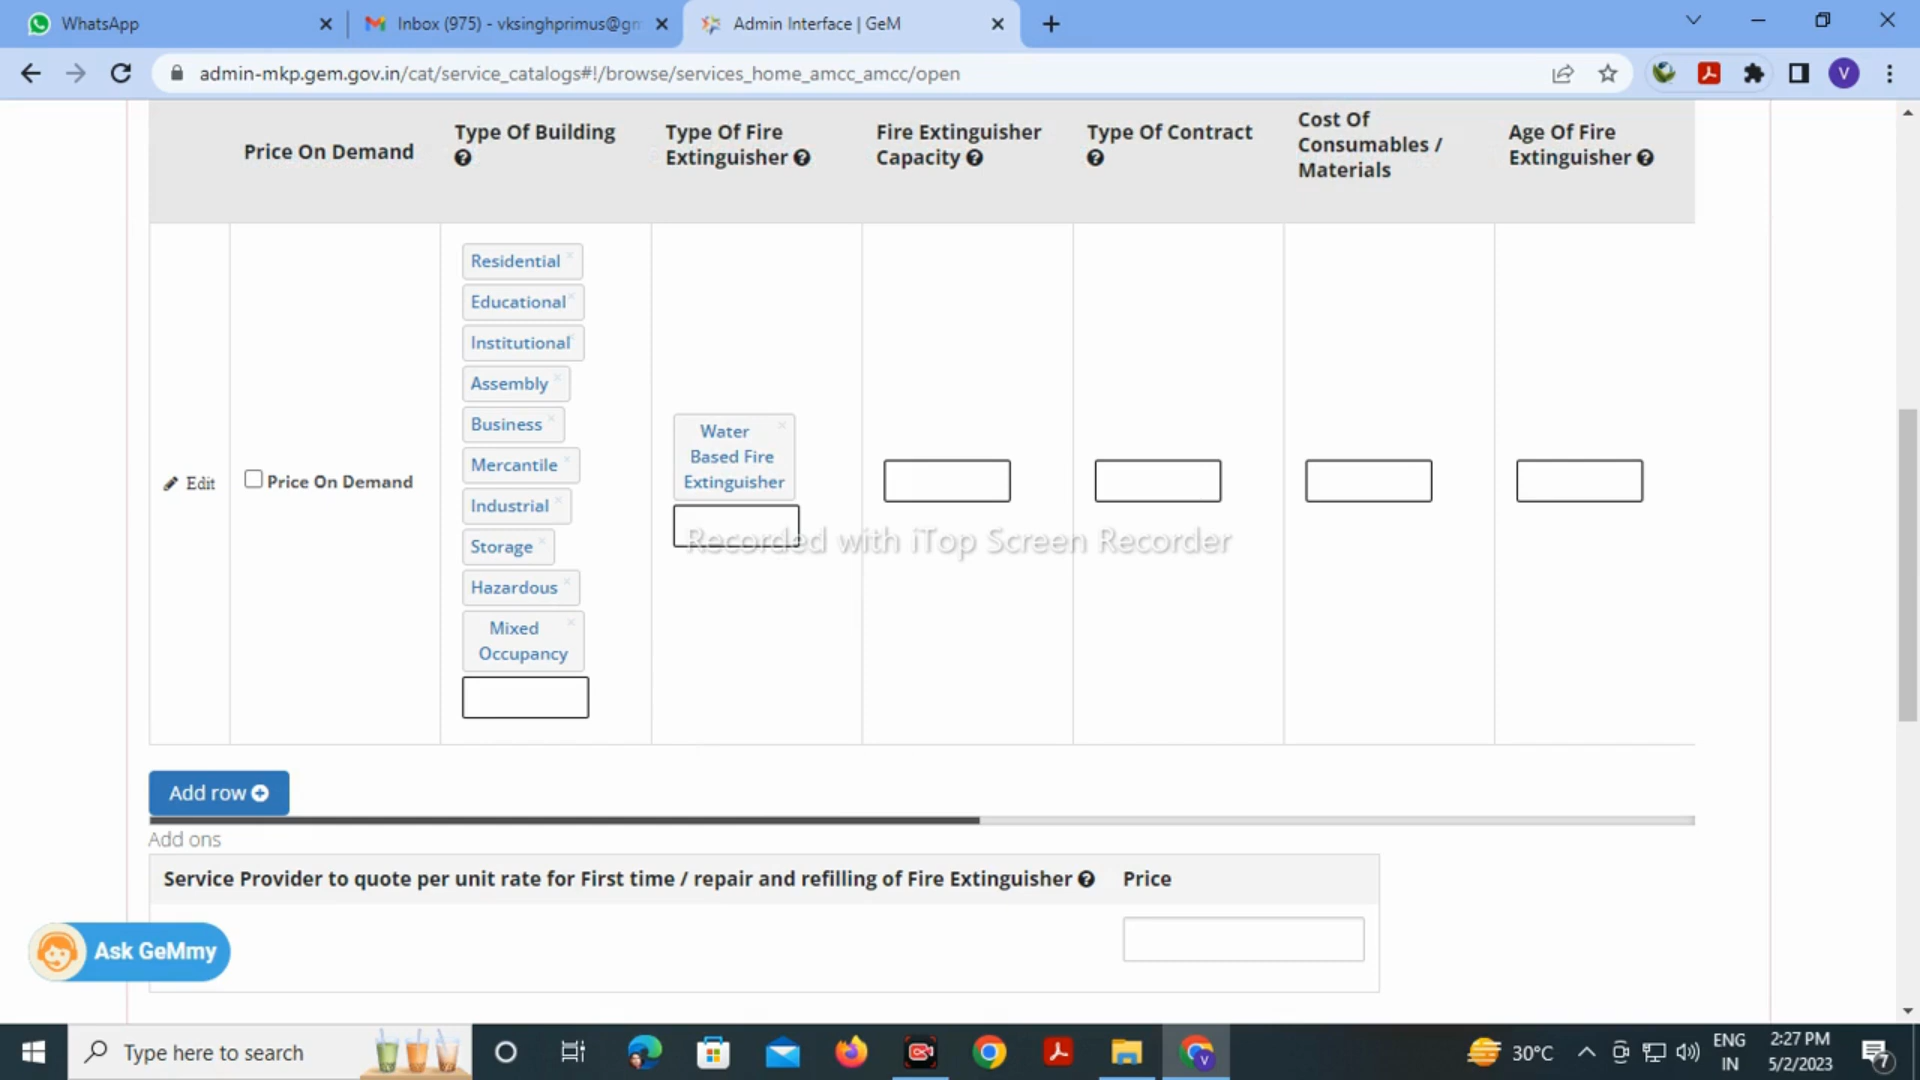 WhatsApp
Inbox (975) - vksinghprimus@gm
Admin Interface | GeM
admin-mkp.gem.gov.in/cat/service_catalogs#!/browse/services_home_amcc_amcc/open
V
Price On Demand
Type Of Building
Type Of Fire
Extinguisher
Fire Extinguisher
Capacity
Type Of Contract
Cost Of
Consumables /
Materials
Age Of Fire
Extinguisher
Edit
Price On Demand
Residential
Educational
Institutional
Assembly
Business
Mercantile
Industrial
Storage
Hazardous
Mixed
Occupancy
Water
Based Fire
Extinguisher
Recorded with iTop Screen Recorder
Add row
Add ons
Service Provider to quote per unit rate for First time / repair and refilling of Fire Extinguisher
Price
Ask GeMmy
Type here to search
V
30°C
ENG
IN
2:27 PM
5/2/2023
7